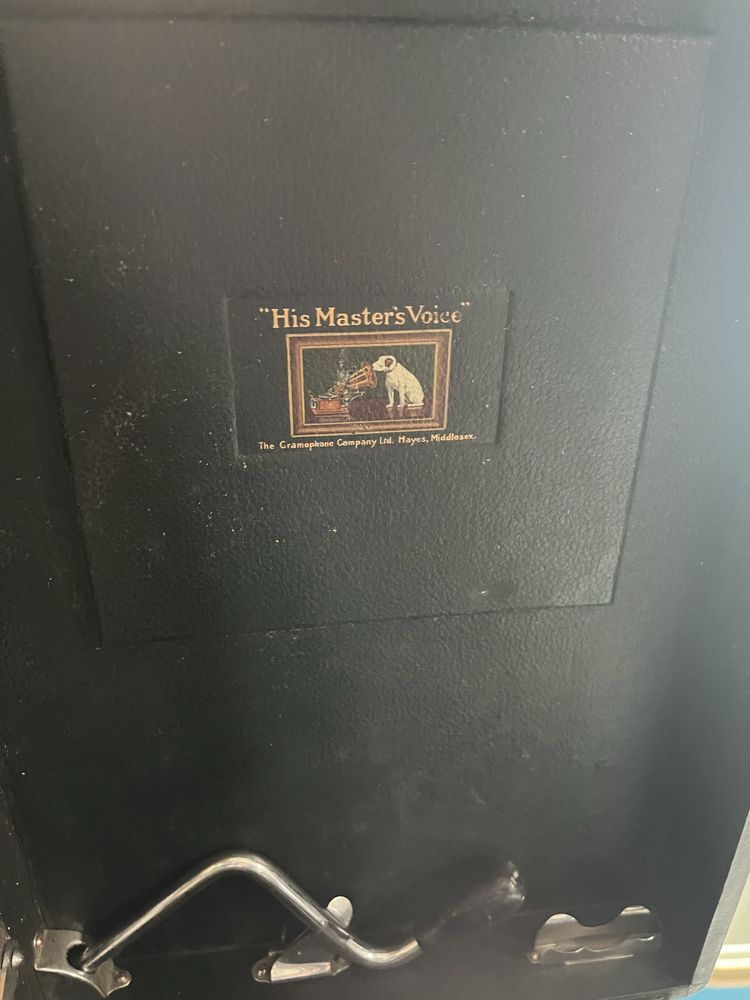 "His Master's Voice"
The Gramophone Company Ltd. Hayes, Middlesex.